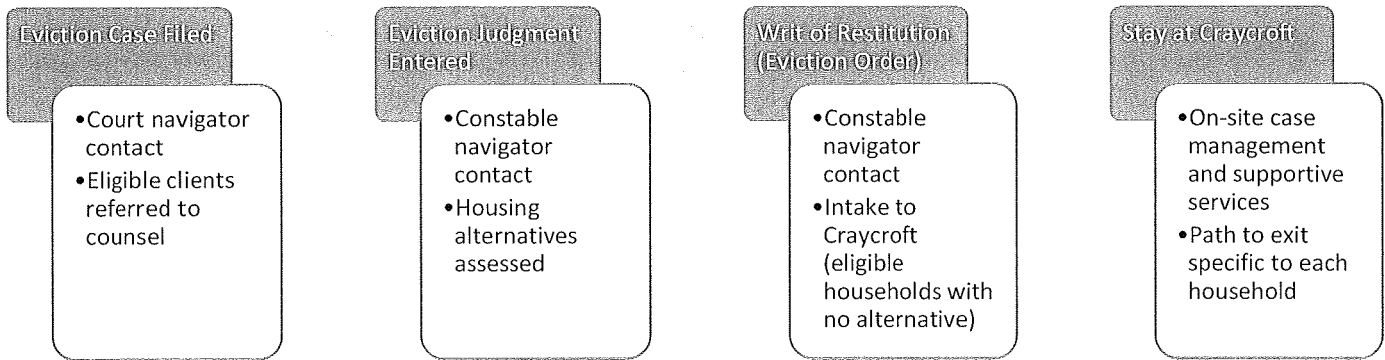 Eviction Case Filed
•Court navigator
contact
•Eligible clients
referred to
counsel
Eviction Judgment
Entered
•Constable
navigator
contact
•Housing
alternatives
assessed
Writ of Restitution
(Eviction Order)
•Constable
navigator
contact
•Intake to
Craycroft
(eligible
households with
no alternative)
Stay at Craycroft
•On-site case
management
and supportive
services
•Path to exit
specific to each
household